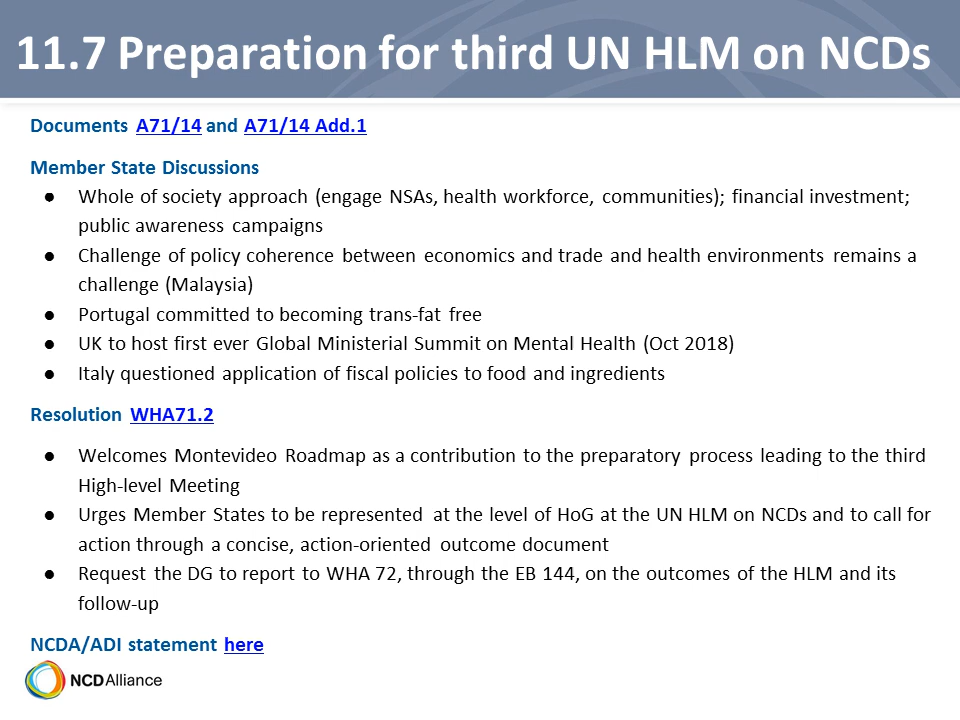 11.7 Preparation for third UN HLM on NCDs
Documents A71/14 and A71/14 Add.1
Member State Discussions
● Whole of society approach (engage NSAs, health workforce, communities); financial investment;
public awareness campaigns
● Challenge of policy coherence between economics and trade and health environments remains a
challenge (Malaysia)
● Portugal committed to becoming trans-fat free
● UK to host first ever Global Ministerial Summit on Mental Health (Oct 2018)
● Italy questioned application of fiscal policies to food and ingredients
Resolution WHA71.2
● Welcomes Montevideo Roadmap as a contribution to the preparatory process leading to the third
High-level Meeting
● Urges Member States to be represented at the level of HoG at the UN HLM on NCDs and to call for
action through a concise, action-oriented outcome document
● Request the DG to report to WHA 72, through the EB 144, on the outcomes of the HLM and its
follow-up
NCDA/ADI statement here
NCD Alliance